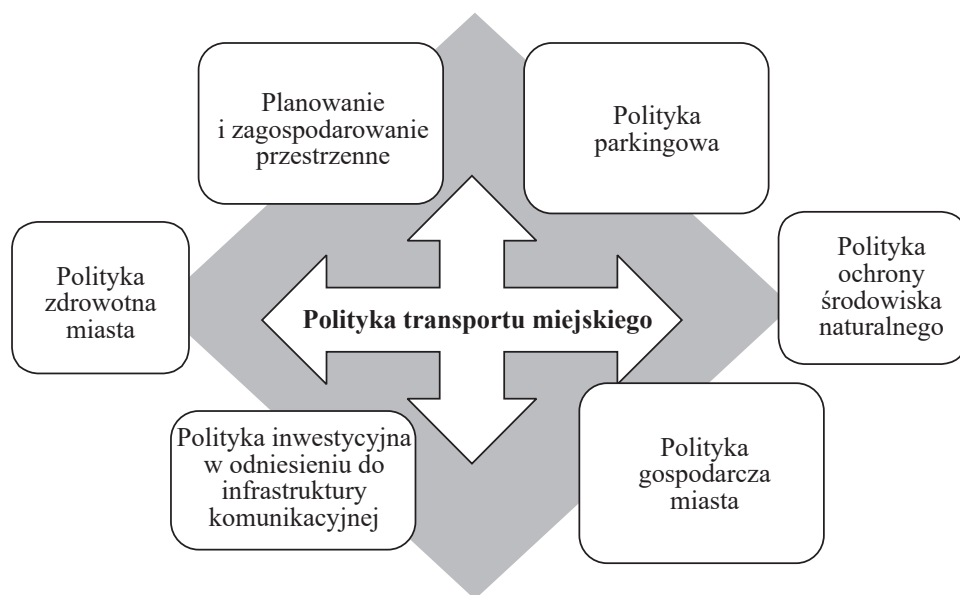 Planowanie
i zagospodarowanie
przestrzenne
Polityka
parkingowa
Polityka
zdrowotna
miasta
Polityka transportu miejskiego
Polityka
ochrony
środowiska
naturalnego
Polityka inwestycyjna
w odniesieniu do
infrastruktury
komunikacyjnej
Polityka
gospodarcza
miasta